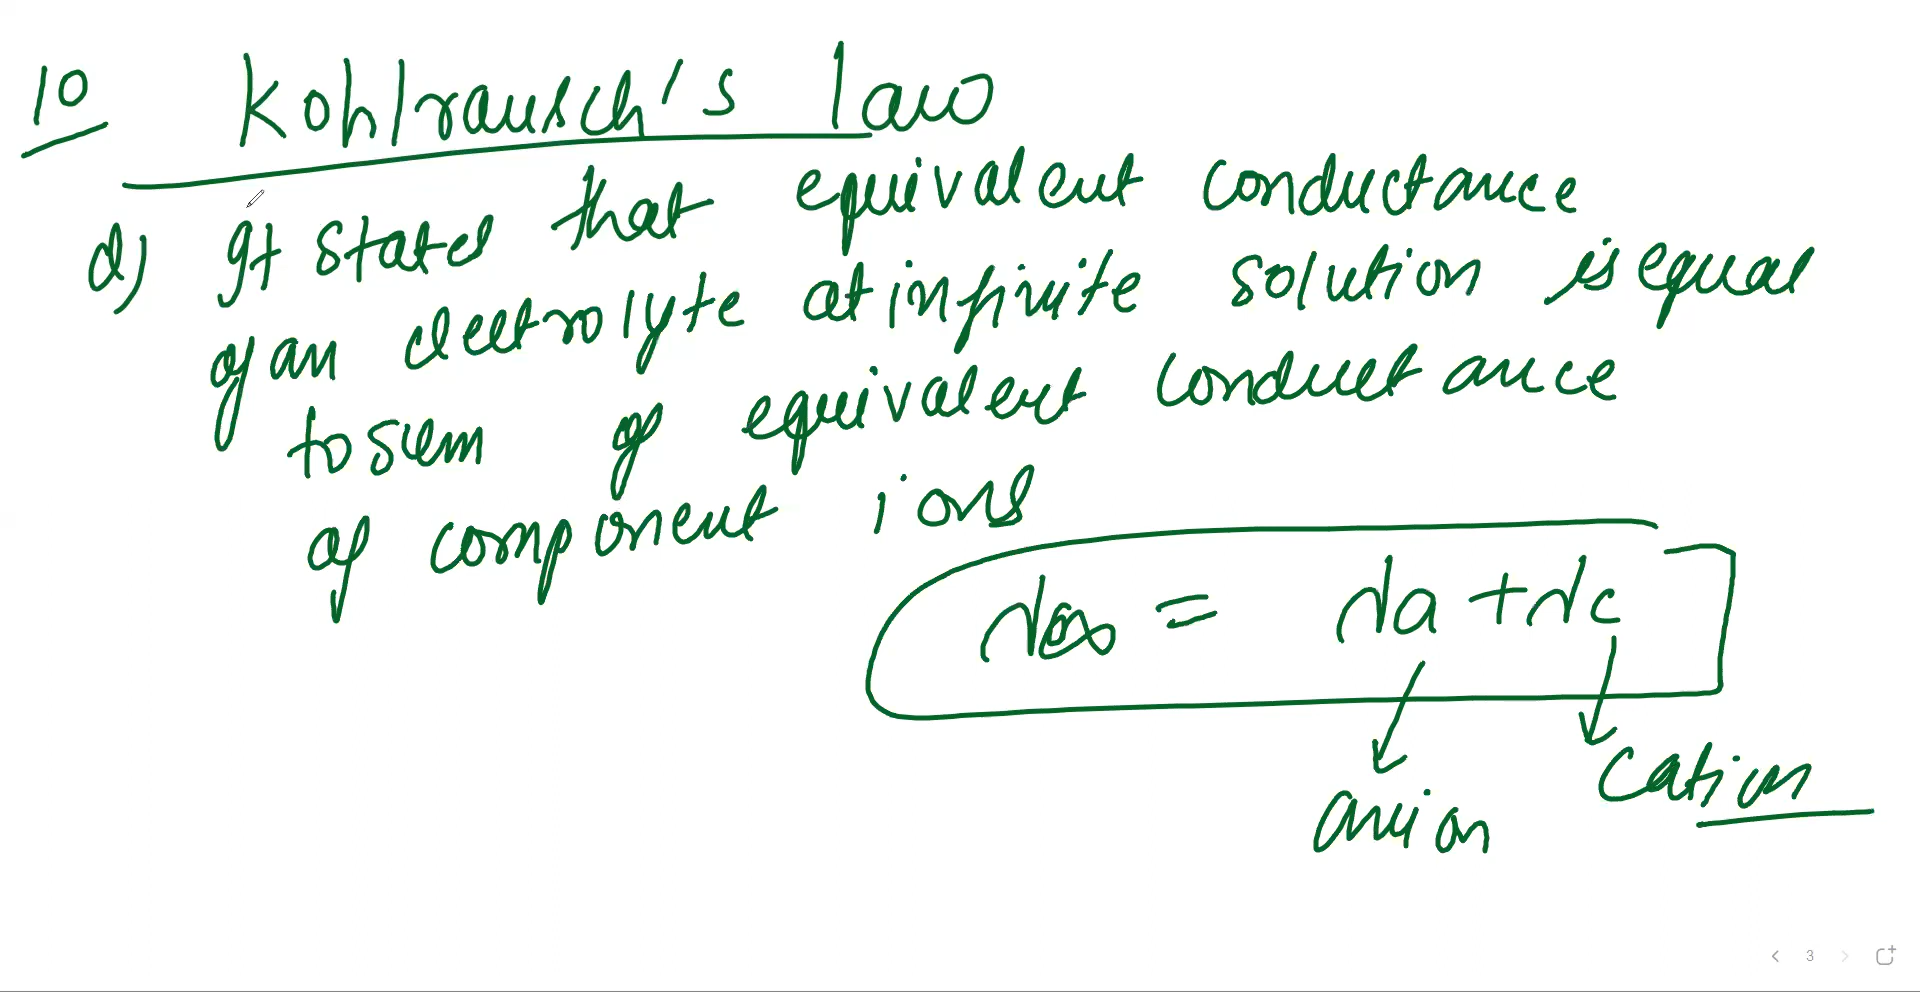 10 Kohlrausch's law
d) It states that equivalent conductance
of an electrolyte at infinite solution is equal
to sum of equivalent conductance
of component ions
λ∞ = λa + λc
anion
cation
3